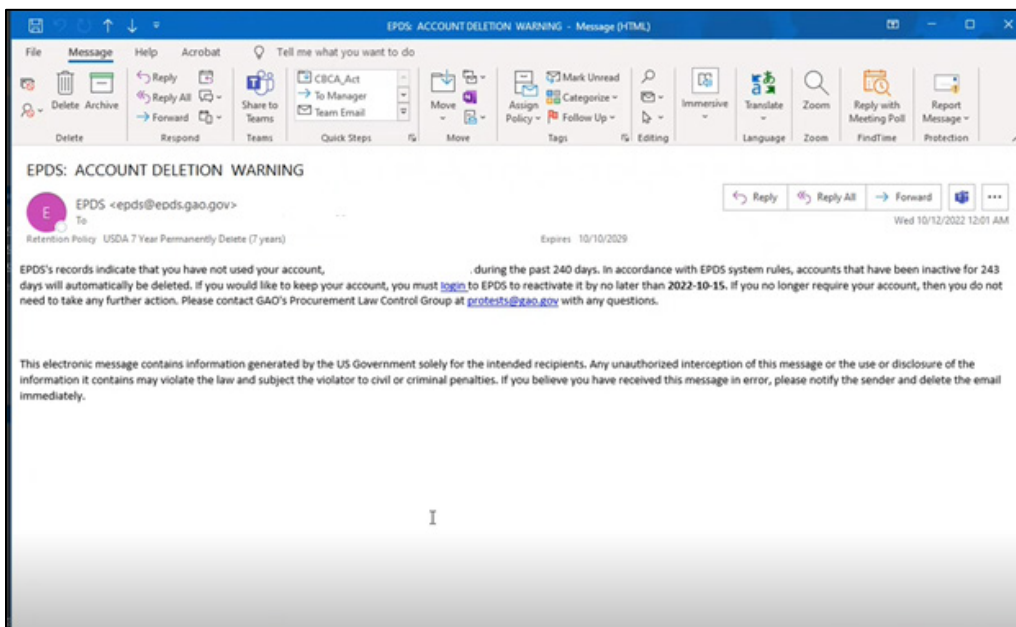 EPDS: ACCOUNT DELETION WARNING - Message (HTML)
File Message Help Acrobat Tell me what you want to do
Delete Archive
Reply
Reply All
Forward
Share to Teams
CBCA_Act
To Manager
Team Email
Move
Assign Policy
Mark Unread
Categorize
Follow Up
Immersive
Translate
Zoom
Reply with Meeting Poll
Report Message
Delete Respond Teams Quick Steps Move Tags Editing Language Zoom FindTime Protection
EPDS: ACCOUNT DELETION WARNING
E
EPDS <epds@epds.gao.gov>
To
Reply Reply All Forward
Wed 10/12/2022 12:01 AM
Retention Policy USDA 7 Year Permanently Delete (7 years) Expires 10/10/2029
EPDS's records indicate that you have not used your account, . during the past 240 days. In accordance with EPDS system rules, accounts that have been inactive for 243
days will automatically be deleted. If you would like to keep your account, you must login to EPDS to reactivate it by no later than 2022-10-15. If you no longer require your account, then you do not
need to take any further action. Please contact GAO's Procurement Law Control Group at protests@gao.gov with any questions.
This electronic message contains information generated by the US Government solely for the intended recipients. Any unauthorized interception of this message or the use or disclosure of the
information it contains may violate the law and subject the violator to civil or criminal penalties. If you believe you have received this message in error, please notify the sender and delete the email
immediately.